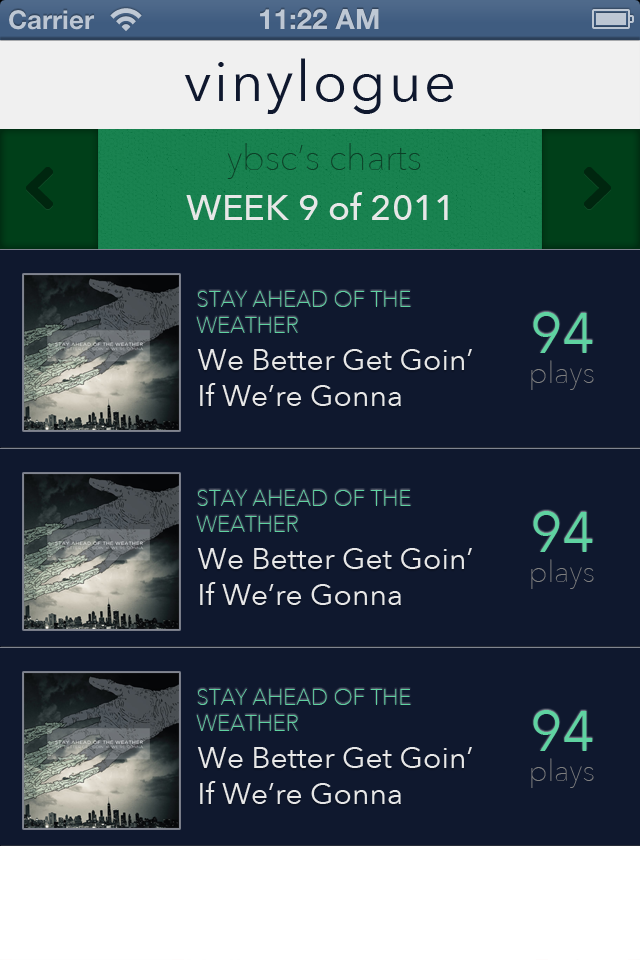 Carrier
11:22 AM
vinylogue
ybsc's charts
WEEK 9 of 2011
STAY AHEAD OF THE
WEATHER
We Better Get Goin’
If We’re Gonna
94
plays
STAY AHEAD OF THE WEATHER
STAY AHEAD OF THE
WEATHER
We Better Get Goin’
If We’re Gonna
94
plays
STAY AHEAD OF THE WEATHER
STAY AHEAD OF THE
WEATHER
We Better Get Goin’
If We’re Gonna
94
plays
STAY AHEAD OF THE WEATHER